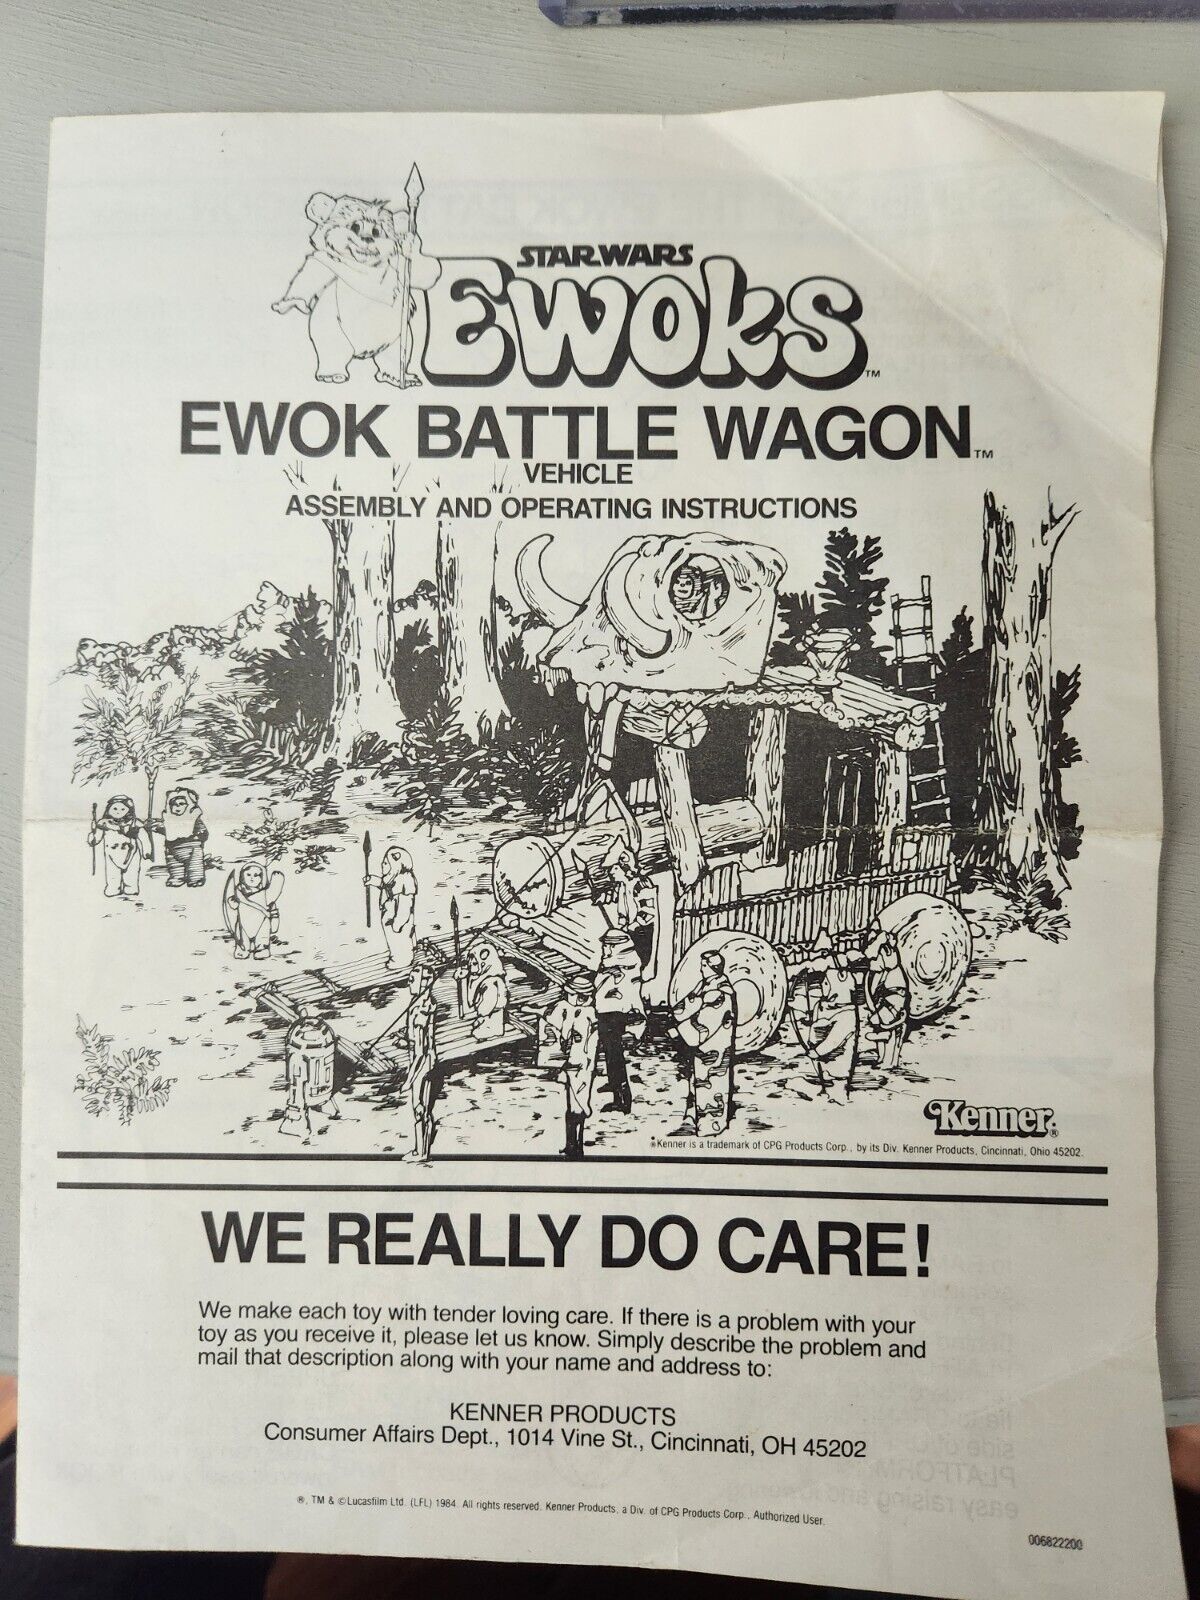 STAR WARS
EWOKS™
EWOK BATTLE WAGON™
VEHICLE
ASSEMBLY AND OPERATING INSTRUCTIONS
Kenner®
®Kenner is a trademark of CPG Products Corp., by its Div. Kenner Products, Cincinnati, Ohio 45202.
WE REALLY DO CARE!
We make each toy with tender loving care. If there is a problem with your
toy as you receive it, please let us know. Simply describe the problem and
mail that description along with your name and address to:
KENNER PRODUCTS
Consumer Affairs Dept., 1014 Vine St., Cincinnati, OH 45202
®, TM & © Lucasfilm Ltd. (LFL) 1984. All rights reserved. Kenner Products, a Div. of CPG Products Corp., Authorized User.
006822200